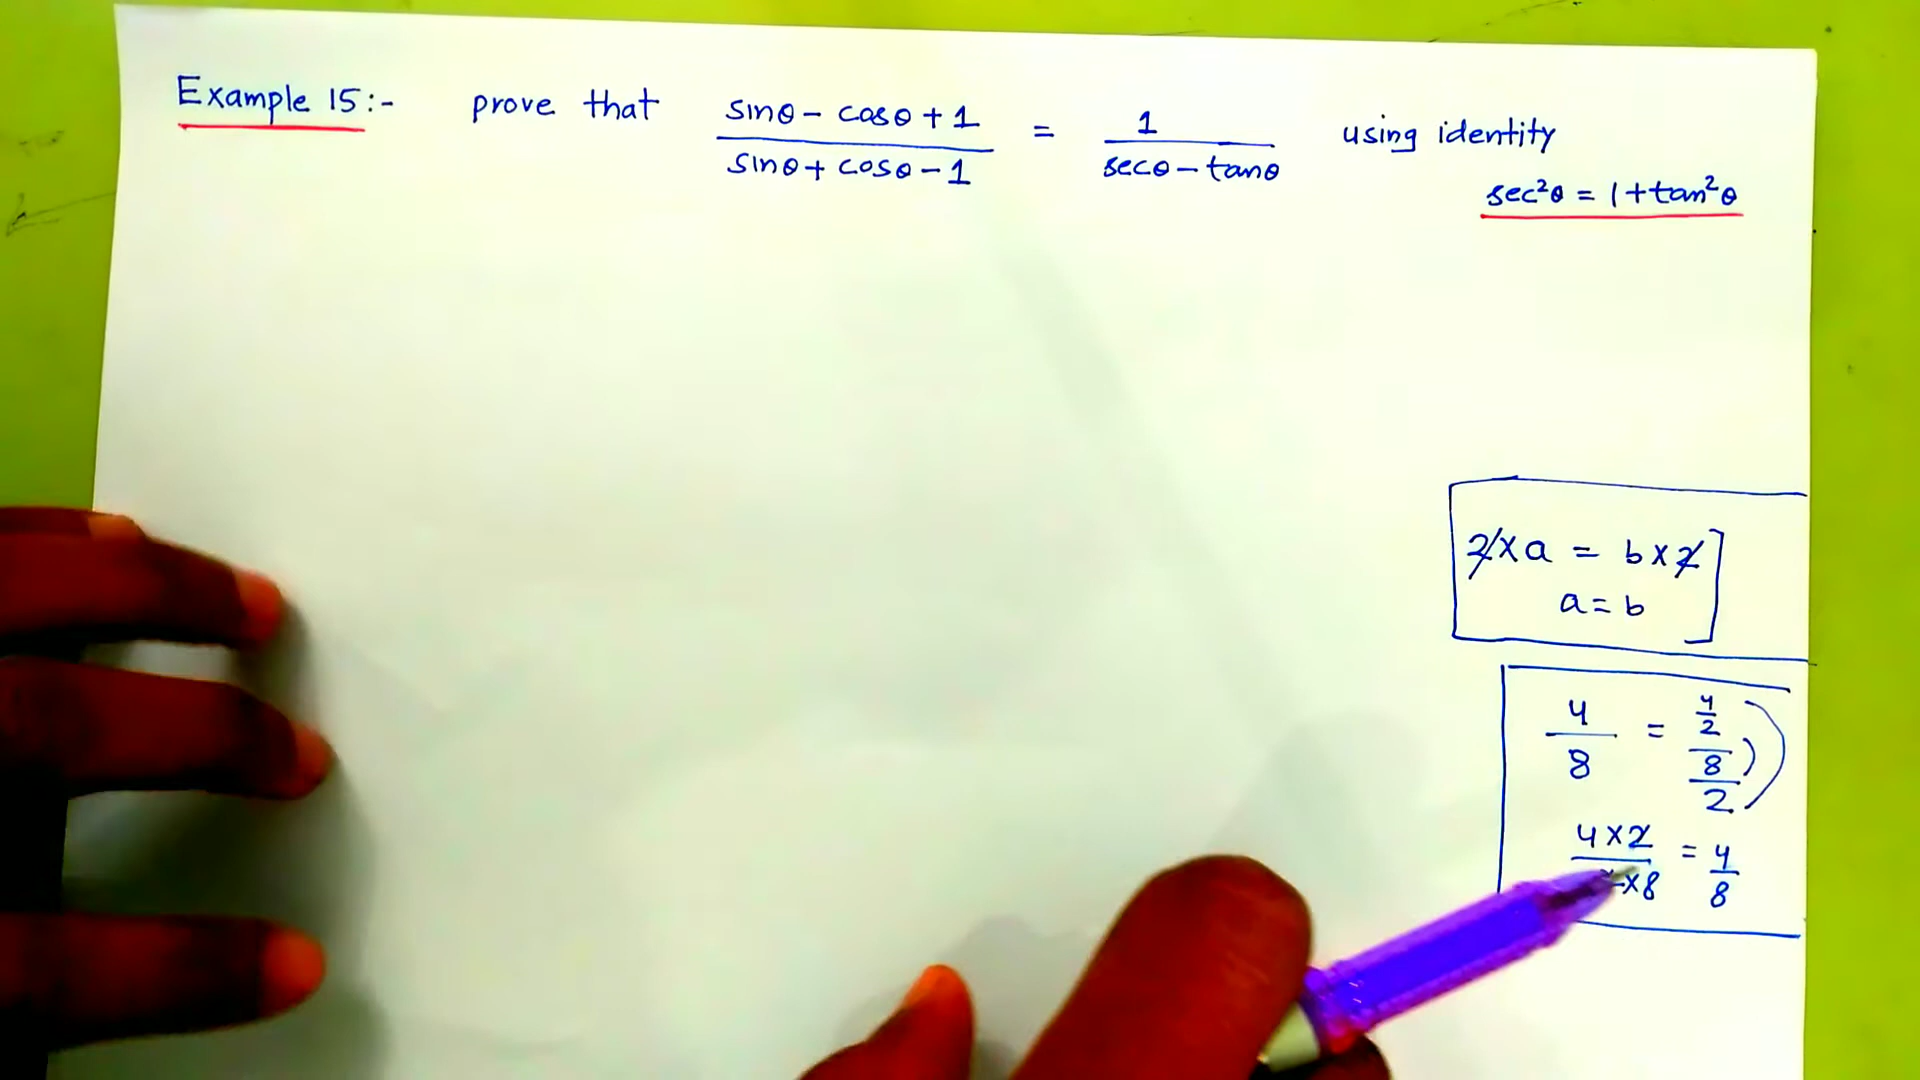 Example 15:- prove that sinθ - cosθ + 1 / sinθ + cosθ - 1 = 1 / secθ - tanθ using identity
sec²θ = 1 + tan²θ
2 x a = b x 2
a = b
4 / 8 = 4/2 / 8/2
4 x 2 / 2 x 8 = 4 / 8